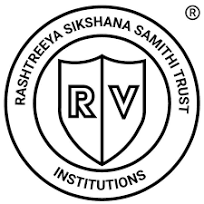 ®
RASHTREEYA SIKSHANA SAMITHI TRUST
RV
INSTITUTIONS